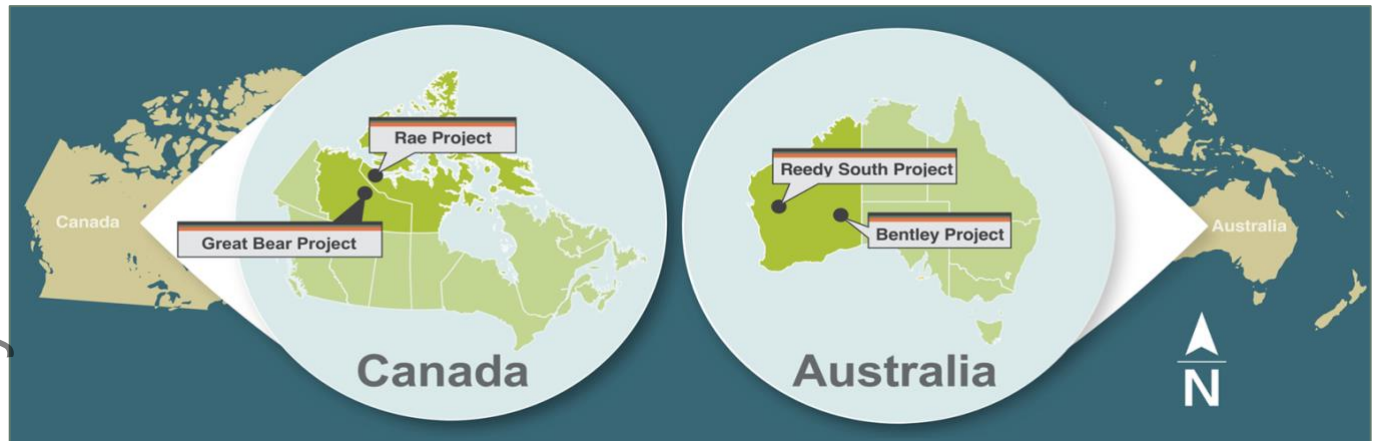 Canada
Rae Project
Great Bear Project
Canada
Reedy South Project
Bentley Project
Australia
Australia
N